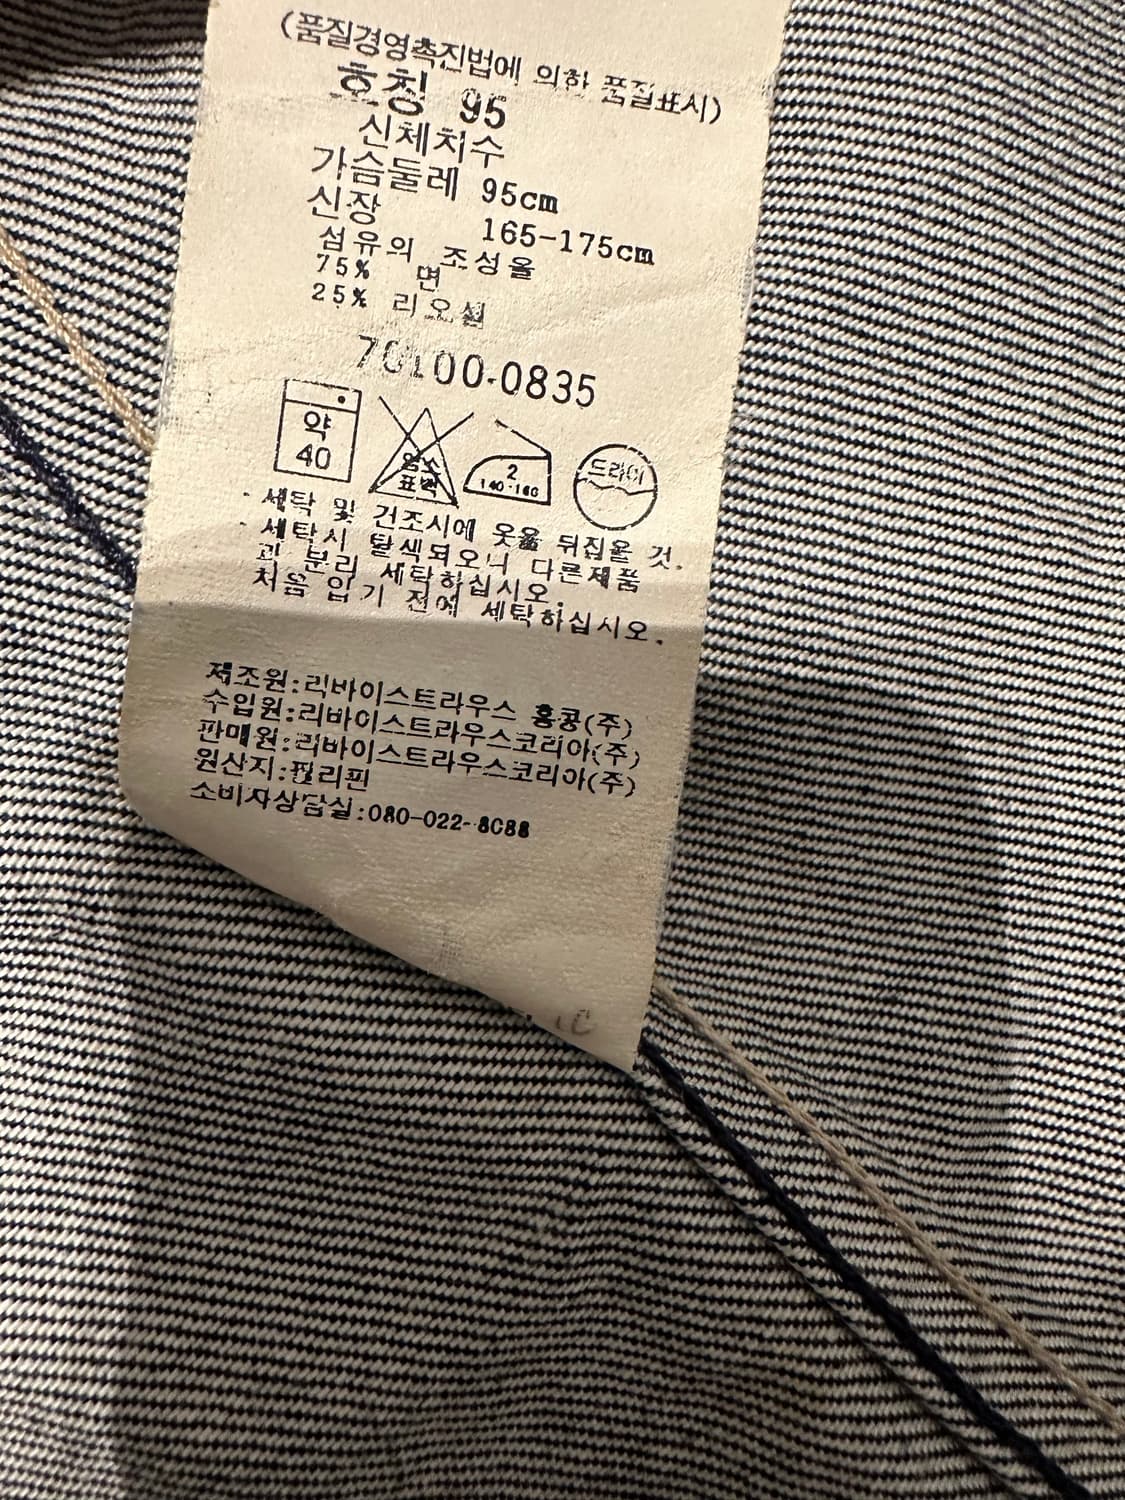 (품질경영촉진법에 의한 품질표시)
호칭 95
신체치수
가슴둘레 95cm
신장 165-175cm
섬유의 조성율
75% 면
25% 리오셀
70100-0835
약
40
염소
표백
2
140-160
드라이
· 세탁 및 건조시에 옷을 뒤집을 것.
· 세탁시 탈색되오니 다른제품
과 분리 세탁하십시오.
처음 입기 전에 세탁하십시오.
제조원:리바이스트라우스 홍콩(주)
수입원:리바이스트라우스코리아(주)
판매원:리바이스트라우스코리아(주)
원산지:필리핀
소비자상담실:080-022-8088